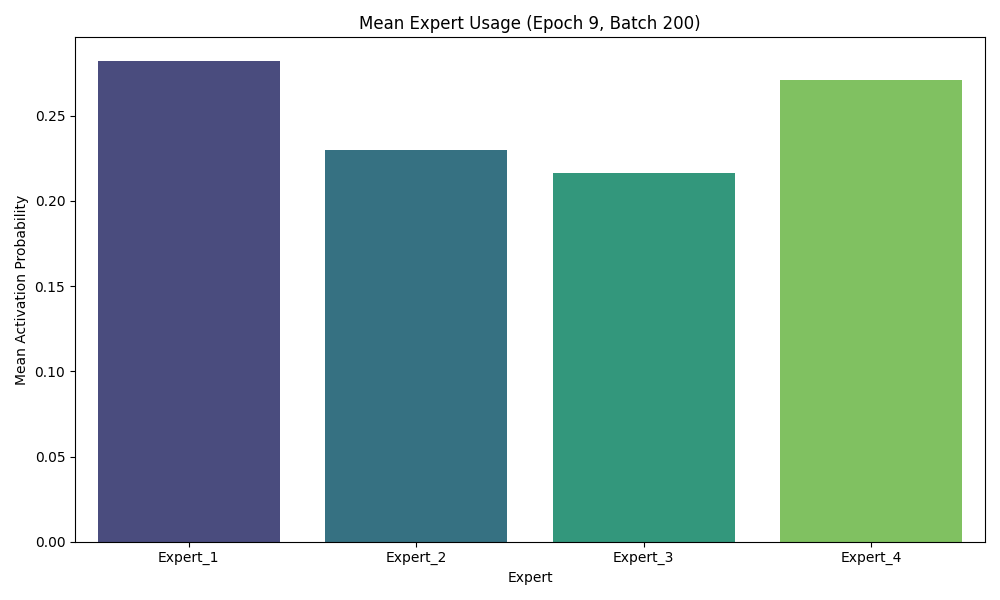 Mean Expert Usage (Epoch 9, Batch 200)
Mean Activation Probability
0.25
0.20
0.15
0.10
0.05
0.00
Expert_1
Expert_2
Expert_3
Expert_4
Expert